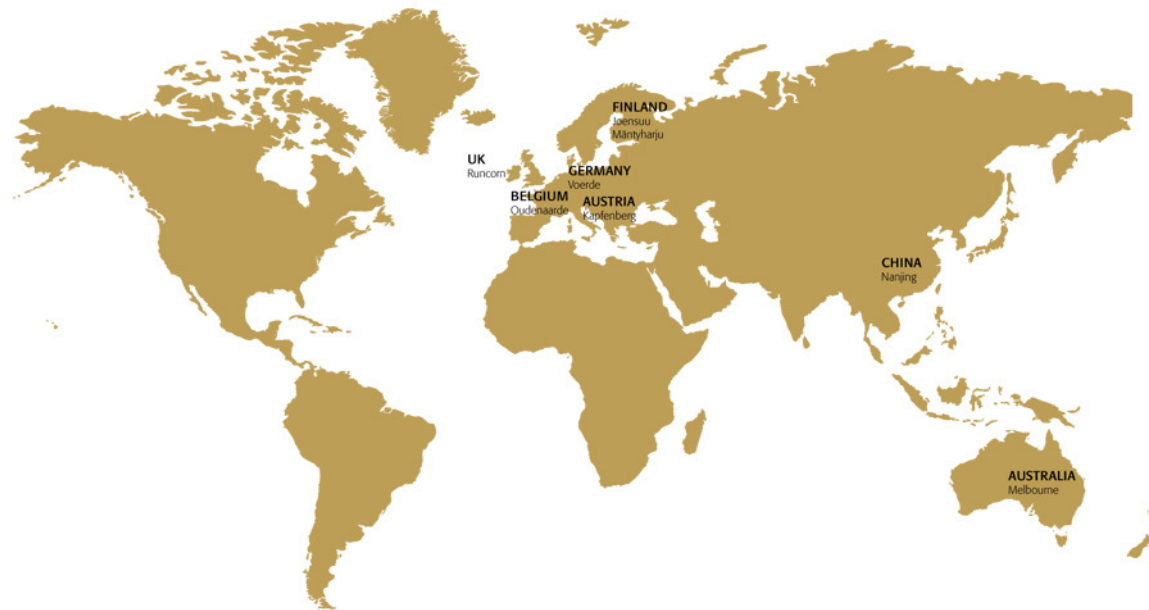 FINLAND
Joensuu
Mäntyharju
UK
Runcorn
GERMANY
Voerde
BELGIUM
Oudenaarde
AUSTRIA
Kapfenberg
CHINA
Nanjing
AUSTRALIA
Melbourne